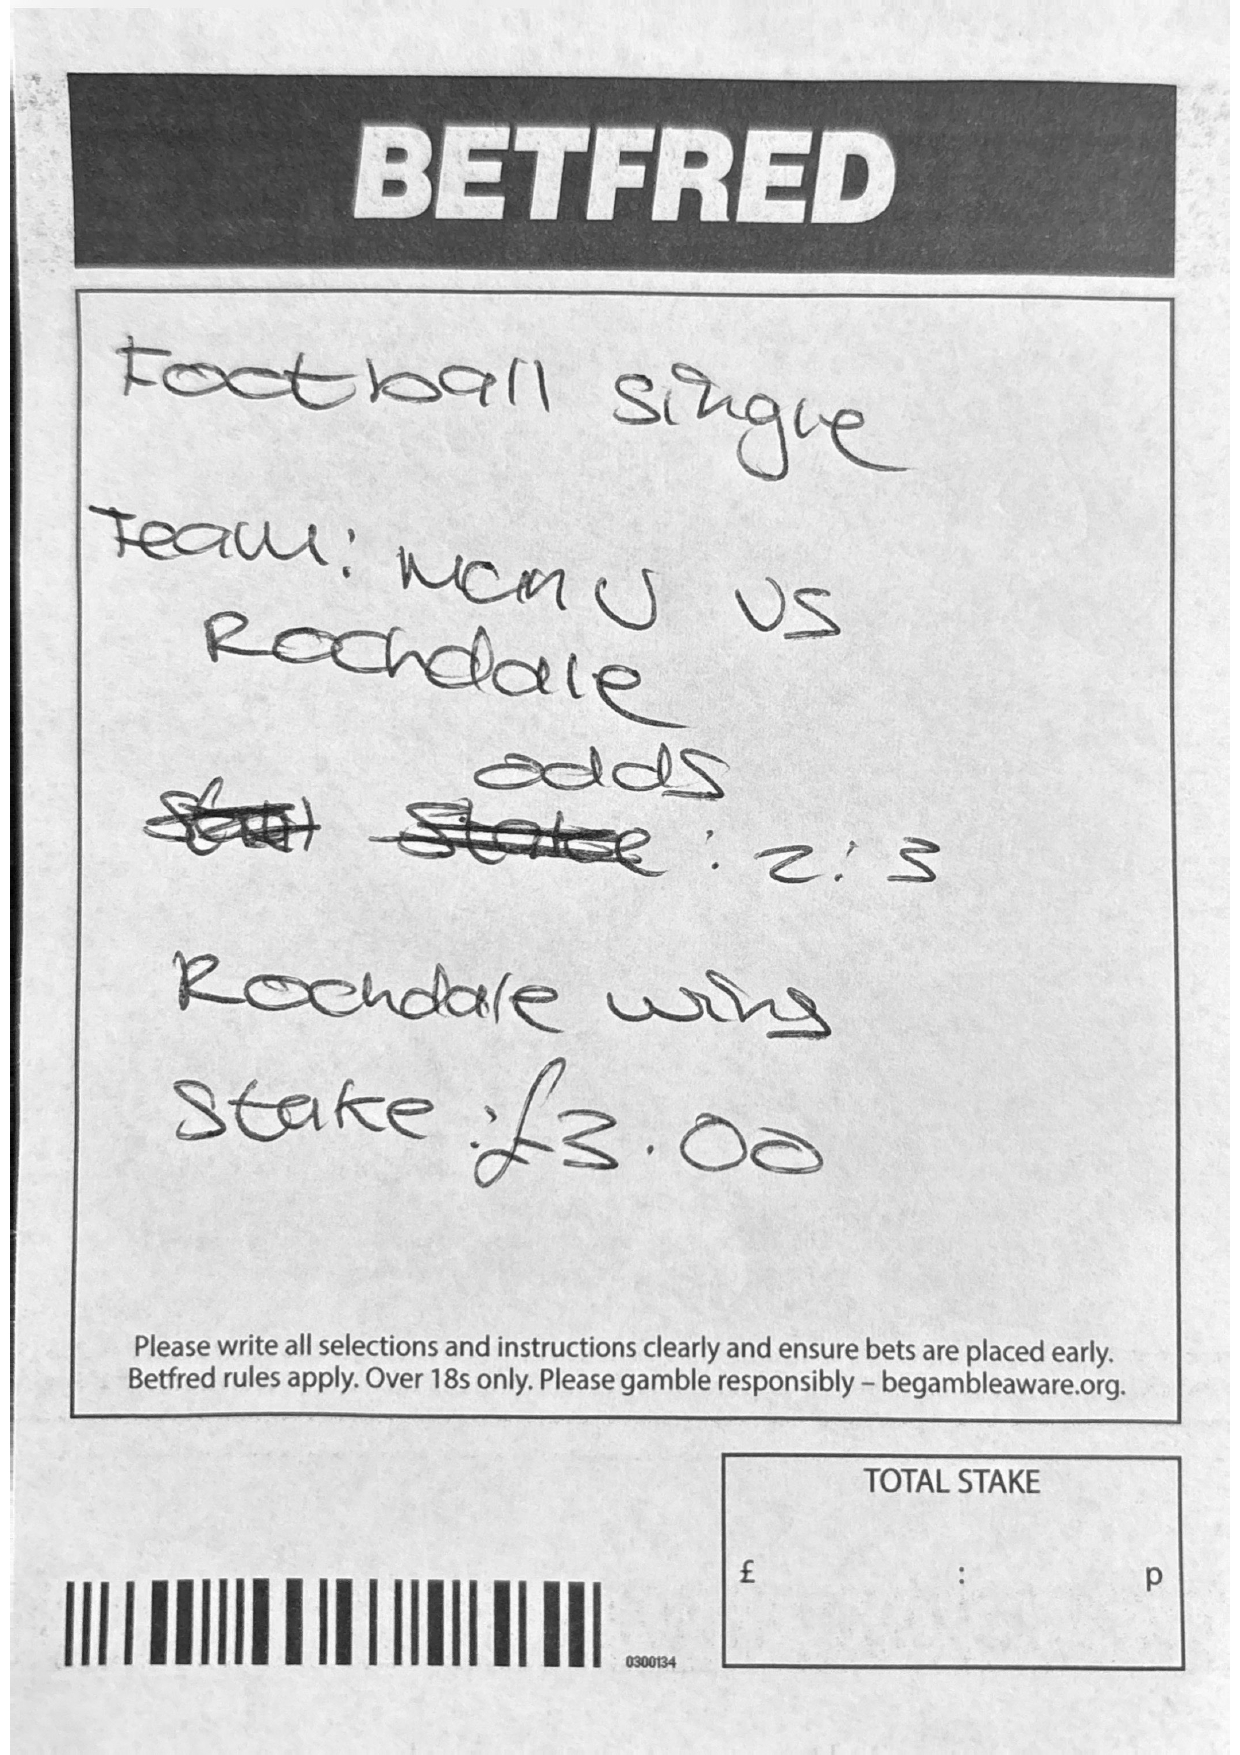 BETFRED
Football single
Team: Man U vs
Rochdale
odds
Stake : 2:3
Rochdale wins
Stake : £3.00
Please write all selections and instructions clearly and ensure bets are placed early.
Betfred rules apply. Over 18s only. Please gamble responsibly – begambleaware.org.
TOTAL STAKE
£ : p
0300134